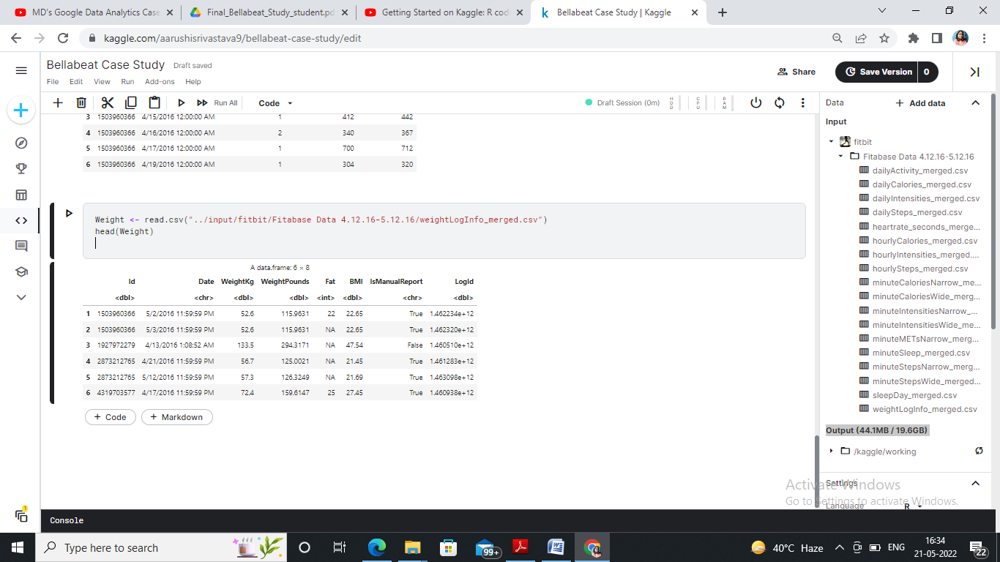 MD's Google Data Analytics Case
Final_Bellabeat_Study_student.pd
Getting Started on Kaggle: R cod
Bellabeat Case Study | Kaggle
kaggle.com/aarushisrivastava9/bellabeat-case-study/edit
Bellabeat Case Study Draft saved
File Edit View Run Add-ons Help
Share
Save Version 0
Run All Code
Draft Session (0m) HDD CPU RAM
3 1503960366 4/15/2016 12:00:00 AM 1 412 442
4 1503960366 4/16/2016 12:00:00 AM 2 340 367
5 1503960366 4/17/2016 12:00:00 AM 1 700 712
6 1503960366 4/19/2016 12:00:00 AM 1 304 320
Weight <- read.csv("../input/fitbit/Fitabase Data 4.12.16-5.12.16/weightLogInfo_merged.csv")
head(Weight)
A data.frame: 6 × 8
Id Date WeightKg WeightPounds Fat BMI IsManualReport LogId
<dbl> <chr> <dbl> <dbl> <int> <dbl> <chr> <dbl>
1 1503960366 5/2/2016 11:59:59 PM 52.6 115.9631 22 22.65 True 1.462234e+12
2 1503960366 5/3/2016 11:59:59 PM 52.6 115.9631 NA 22.65 True 1.462320e+12
3 1927972279 4/13/2016 1:08:52 AM 133.5 294.3171 NA 47.54 False 1.460510e+12
4 2873212765 4/21/2016 11:59:59 PM 56.7 125.0021 NA 21.45 True 1.461283e+12
5 2873212765 5/12/2016 11:59:59 PM 57.3 126.3249 NA 21.69 True 1.463098e+12
6 4319703577 4/17/2016 11:59:59 PM 72.4 159.6147 25 27.45 True 1.460938e+12
+ Code + Markdown
Data + Add data
Input
fitbit
Fitabase Data 4.12.16-5.12.16
dailyActivity_merged.csv
dailyCalories_merged.csv
dailyIntensities_merged.csv
dailySteps_merged.csv
heartrate_seconds_merge...
hourlyCalories_merged.csv
hourlyIntensities_merged....
hourlySteps_merged.csv
minuteCaloriesNarrow_me...
minuteCaloriesWide_merg...
minuteIntensitiesNarrow_...
minuteIntensitiesWide_me...
minuteMETsNarrow_merg...
minuteSleep_merged.csv
minuteStepsNarrow_merg...
minuteStepsWide_merged...
sleepDay_merged.csv
weightLogInfo_merged.csv
Output (44.1MB / 19.6GB)
/kaggle/working
Settings
Language R
Activate Windows
Go to Settings to activate Windows.
Console
1
Type here to search
99+
40°C Haze
ENG
16:34
21-05-2022
22